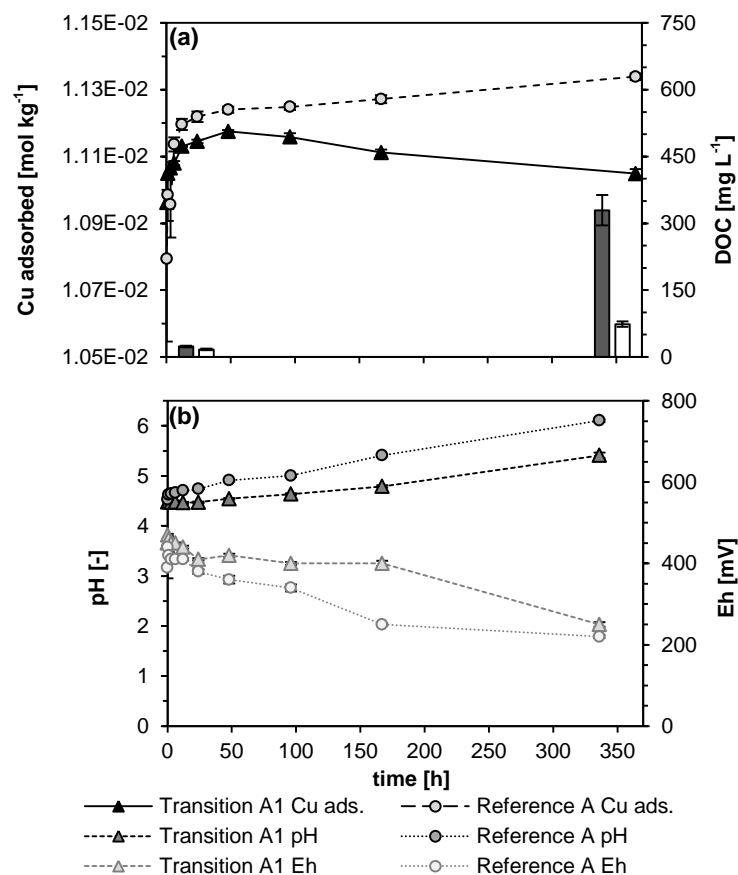 (a)
1.15E-02
1.13E-02
1.11E-02
1.09E-02
1.07E-02
1.05E-02
Cu adsorbed [mol kg-1]
750
600
450
300
150
0
DOC [mg L-1]
(b)
6
5
4
3
2
1
0
pH [-]
800
600
400
200
0
Eh [mV]
0 50 100 150 200 250 300 350
time [h]
Transition A1 Cu ads. Reference A Cu ads.
Transition A1 pH Reference A pH
Transition A1 Eh Reference A Eh